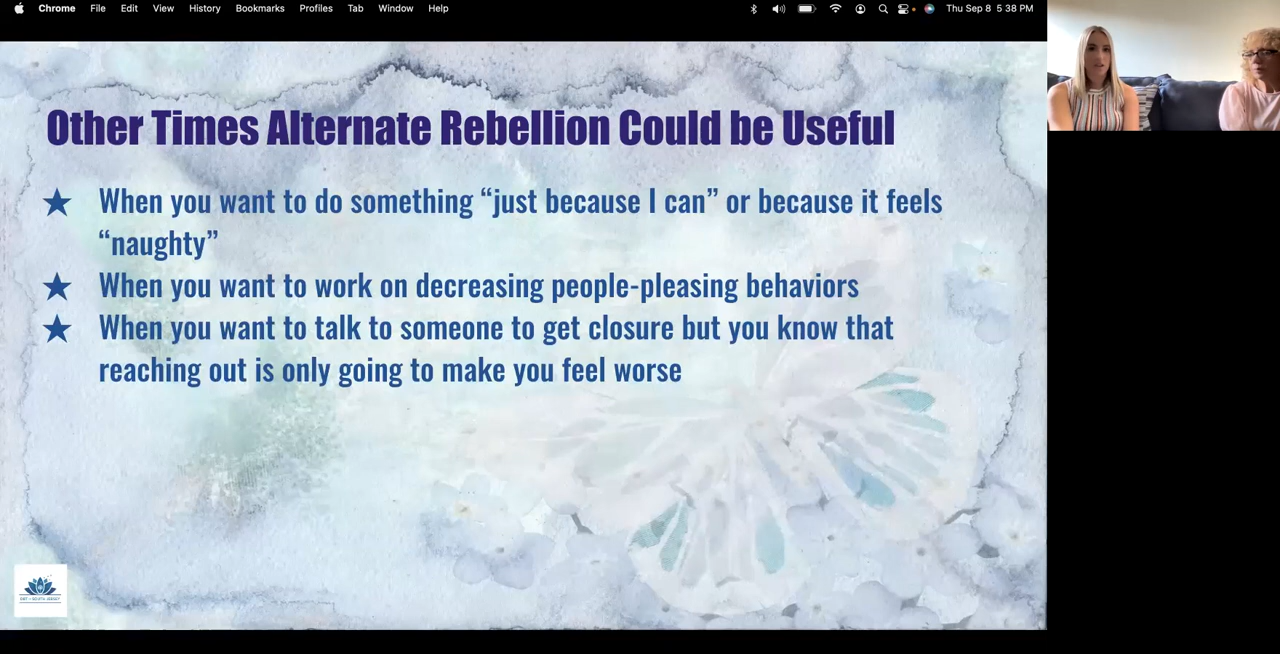 Chrome File Edit View History Bookmarks Profiles Tab Window Help Thu Sep 8 5:38 PM
Other Times Alternate Rebellion Could be Useful
★ When you want to do something “just because I can” or because it feels
“naughty”
★ When you want to work on decreasing people-pleasing behaviors
★ When you want to talk to someone to get closure but you know that
reaching out is only going to make you feel worse